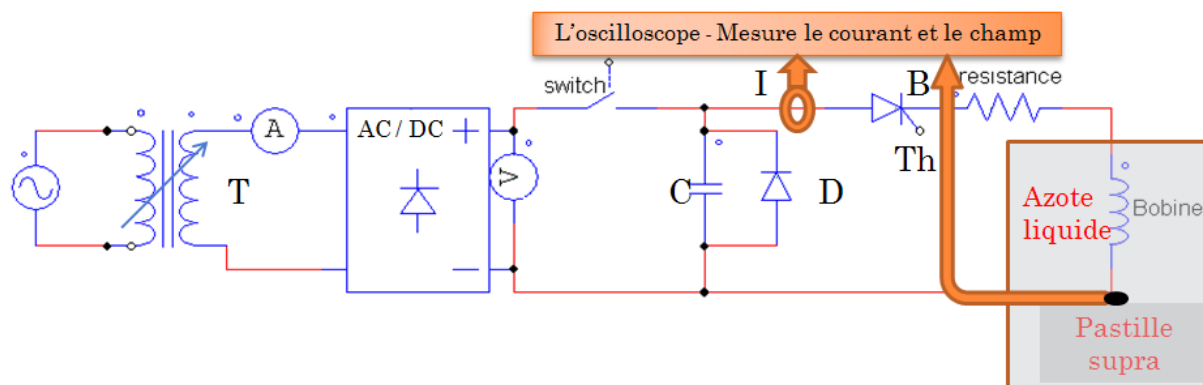 L'oscilloscope - Mesure le courant et le champ
switch
I
B
resistance
A
AC / DC
T
V
Th
C
D
Azote
liquide
Bobine
Pastille
supra